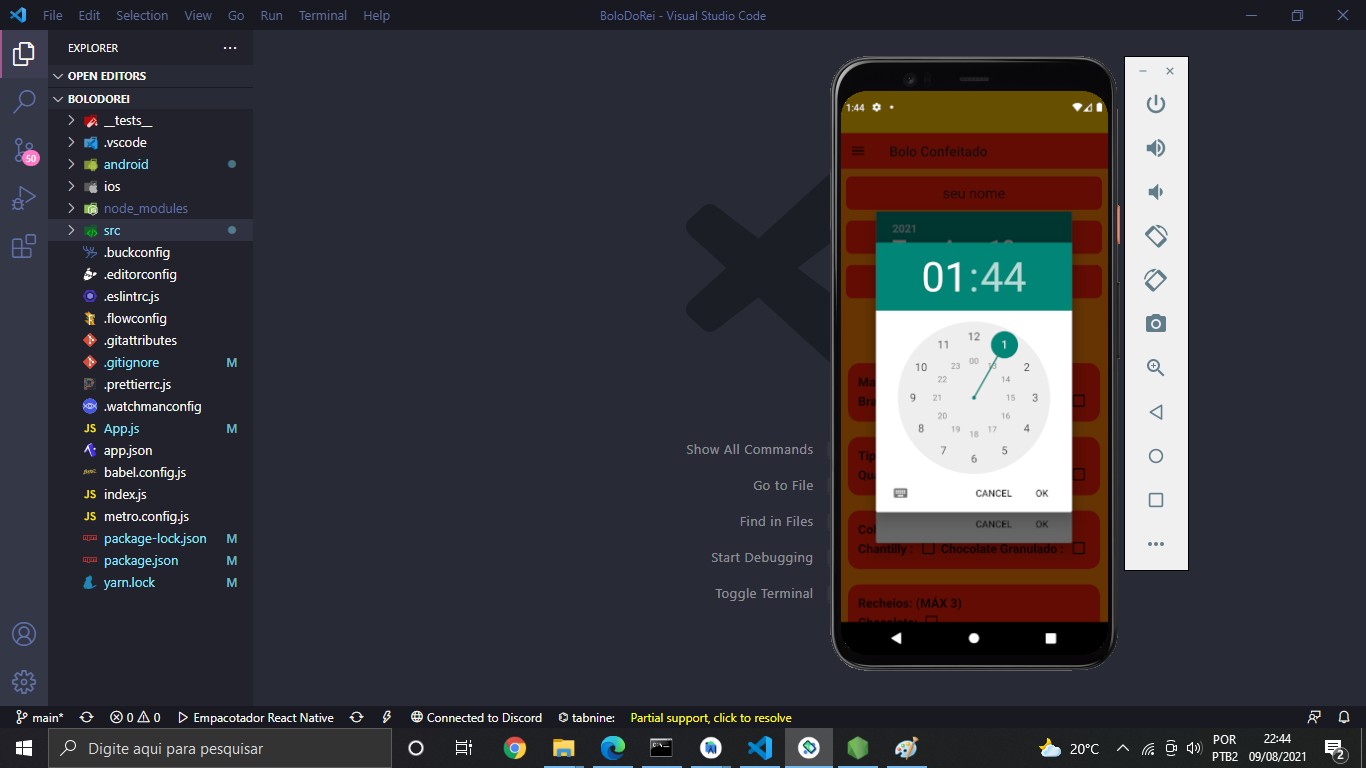 File Edit Selection View Go Run Terminal Help
BoloDoRei - Visual Studio Code
EXPLORER
OPEN EDITORS
BOLODOREI
__tests__
.vscode
android
ios
node_modules
src
.buckconfig
.editorconfig
.eslintrc.js
.flowconfig
.gitattributes
.gitignore M
.prettierrc.js
.watchmanconfig
App.js M
app.json
babel.config.js
index.js
metro.config.js
package-lock.json M
package.json M
yarn.lock M
50
Show All Commands
Go to File
Find in Files
Start Debugging
Toggle Terminal
1:44
Bolo Confeitado
seu nome
2021
01:44
12
11 1
23 00 13
10 2
22 14
9 21 15 3
20 16
8 4
19 18 17
7 5
6
CANCEL OK
CANCEL OK
Chantilly : Chocolate Granulado :
Recheios: (MÁX 3)
main* 0 0 Empacotador React Native Connected to Discord tabnine: Partial support, click to resolve
Digite aqui para pesquisar
20°C
POR
PTB2
22:44
09/08/2021
2